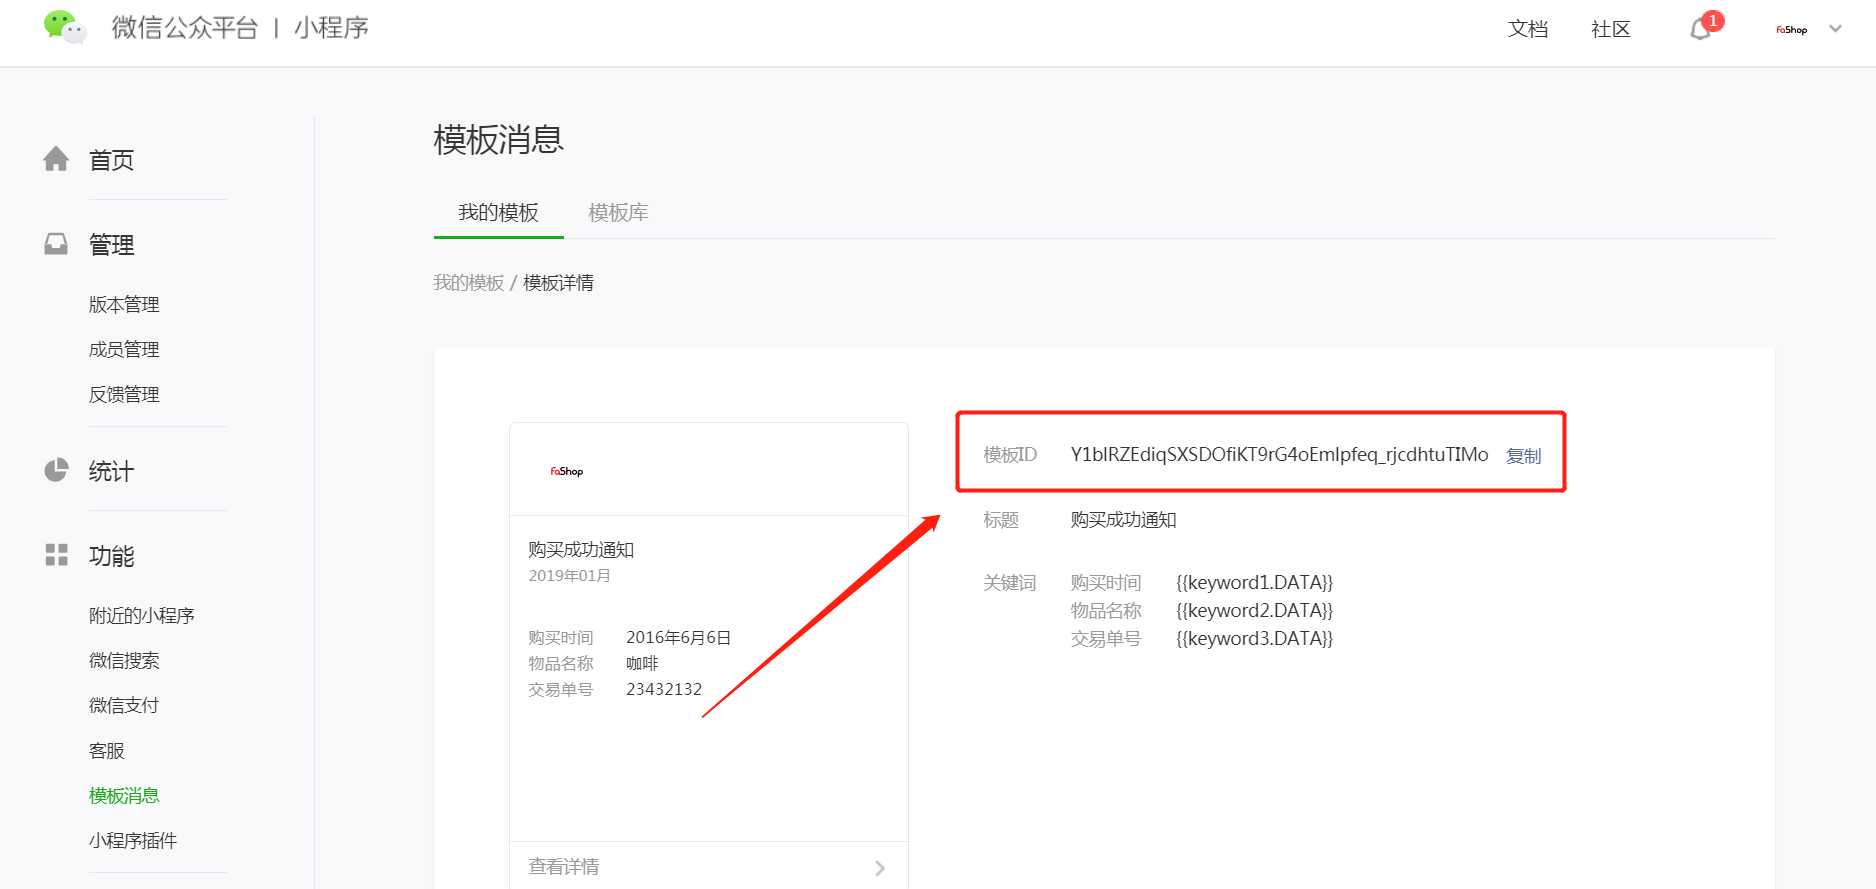 微信公众平台 | 小程序
文档
社区
1
FaShop
首页
管理
版本管理
成员管理
反馈管理
统计
功能
附近的小程序
微信搜索
微信支付
客服
模板消息
小程序插件
模板消息
我的模板
模板库
我的模板 / 模板详情
FaShop
购买成功通知
2019年01月
购买时间 2016年6月6日
物品名称 咖啡
交易单号 23432132
查看详情
模板ID Y1bIRZEdiqSXSDOfiKT9rG4oEmIpfeq_rjcdhtuTIMo 复制
标题 购买成功通知
关键词 购买时间 {{keyword1.DATA}}
物品名称 {{keyword2.DATA}}
交易单号 {{keyword3.DATA}}